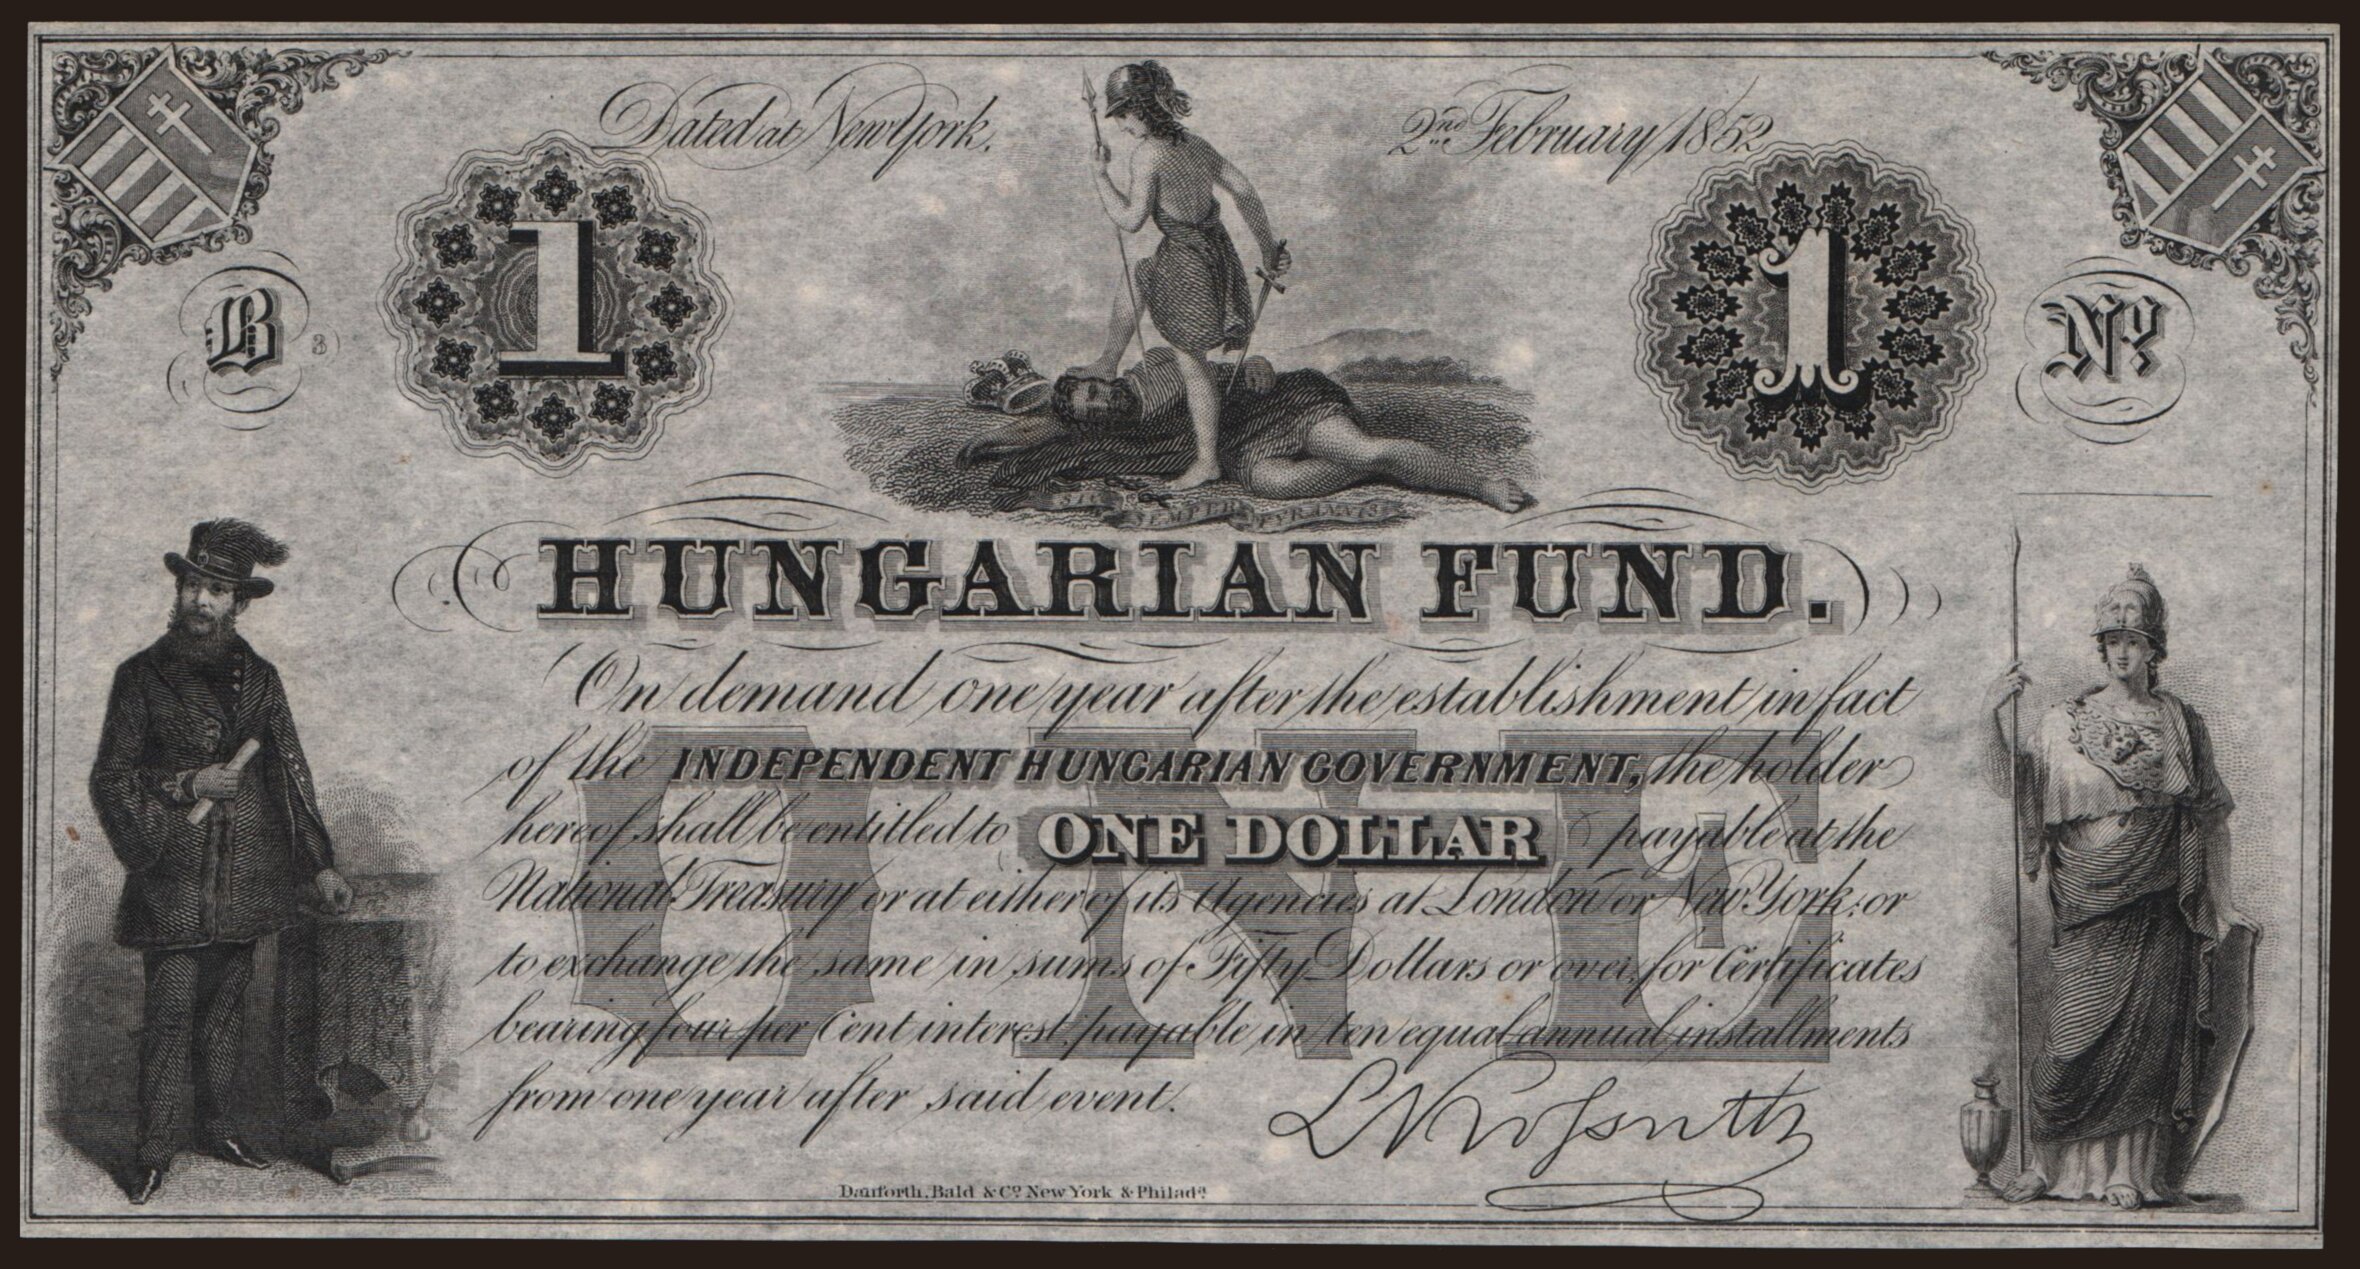 Dated at New York,
2nd February 1852
1
1
B
3
No.
SIC SEMPER TYRANNIS
HUNGARIAN FUND.
On demand one year after the establishment in fact
of the INDEPENDENT HUNGARIAN GOVERNMENT, the holder
hereof shall be entitled to ONE DOLLAR payable at the
National Treasury or at either of its Agencies at London or New York; or
to exchange the same in sums of Fifty Dollars or over, for Certificates
bearing four per Cent interest, payable in ten equal annual installments
from one year after said event.
ONE
L Kossuth
Danforth, Bald & Co. New York & Philada.